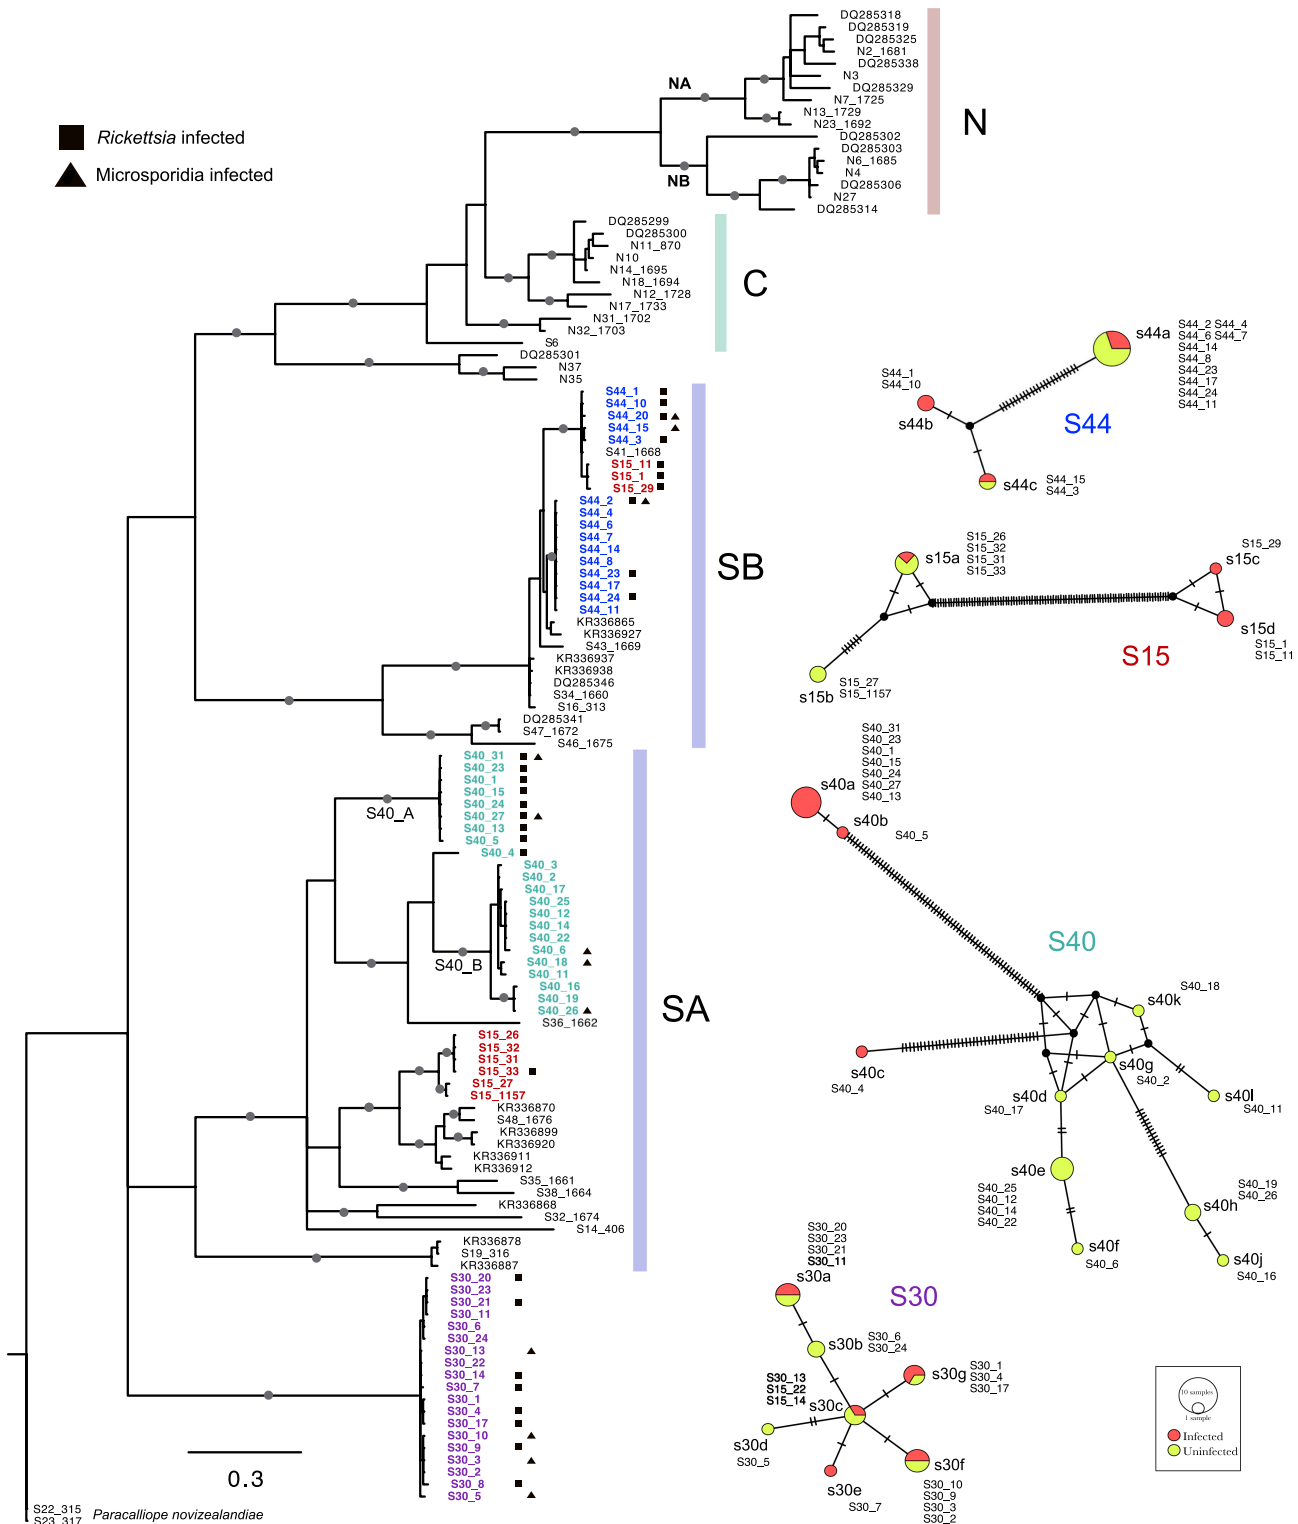 Rickettsia infected
Microsporidia infected
DQ285318
DQ285319
DQ285325
N2_1681
DQ285338
N3
DQ285329
N7_1725
N13_1729
N23_1692
DQ285302
DQ285303
N6_1685
N4
DQ285306
N27
DQ285314
NA
NB
N
DQ285299
DQ285300
N11_870
N10
N14_1695
N18_1694
N12_1728
N17_1733
N31_1702
N32_1703
S6
C
DQ285301
N37
N35
S44_1
S44_10
S44_20
S44_15
S44_3
S41_1668
S15_11
S15_1
S15_29
S44_2
S44_4
S44_6
S44_7
S44_14
S44_8
S44_23
S44_17
S44_24
S44_11
KR336865
KR336927
S43_1669
KR336937
KR336938
DQ285346
S34_1660
S16_313
DQ285341
S47_1672
S46_1675
SB
S40_31
S40_23
S40_1
S40_15
S40_24
S40_27
S40_13
S40_5
S40_A
S40_4
S40_3
S40_2
S40_17
S40_25
S40_12
S40_14
S40_22
S40_6
S40_18
S40_11
S40_16
S40_19
S40_26
S40_B
S36_1662
S15_26
S15_32
S15_31
S15_33
S15_27
S15_1157
KR336870
S48_1676
KR336899
KR336920
KR336911
KR336912
S35_1661
S38_1664
KR336868
S32_1674
S14_406
KR336878
S19_316
KR336887
SA
S30_20
S30_23
S30_21
S30_11
S30_6
S30_24
S30_13
S30_22
S30_14
S30_7
S30_1
S30_4
S30_17
S30_10
S30_9
S30_3
S30_2
S30_8
S30_5
0.3
S22_315
S23_317
Paracalliope novizealandiae
s44a
S44_2 S44_4
S44_6 S44_7
S44_14
S44_8
S44_23
S44_17
S44_24
S44_11
S44_1
S44_10
s44b
S44
s44c
S44_15
S44_3
s15a
S15_26
S15_32
S15_31
S15_33
S15_29
s15c
s15d
S15_1
S15_11
S15
s15b
S15_27
S15_1157
S40_31
S40_23
S40_1
S40_15
S40_24
S40_27
S40_13
s40a
s40b
S40_5
S40
s40k
S40_18
s40c
S40_4
s40g
S40_2
s40d
S40_17
s40l
S40_11
s40e
S40_25
S40_12
S40_14
S40_22
S40_19
S40_26
s40h
s40f
S40_6
s40j
S40_16
S30_20
S30_23
S30_21
S30_11
s30a
S30
s30b
S30_6
S30_24
S30_13
S15_22
S15_14
s30c
s30g
S30_1
S30_4
S30_17
s30d
S30_5
s30e
S30_7
s30f
S30_10
S30_9
S30_3
S30_2
10 samples
1 sample
Infected
Uninfected